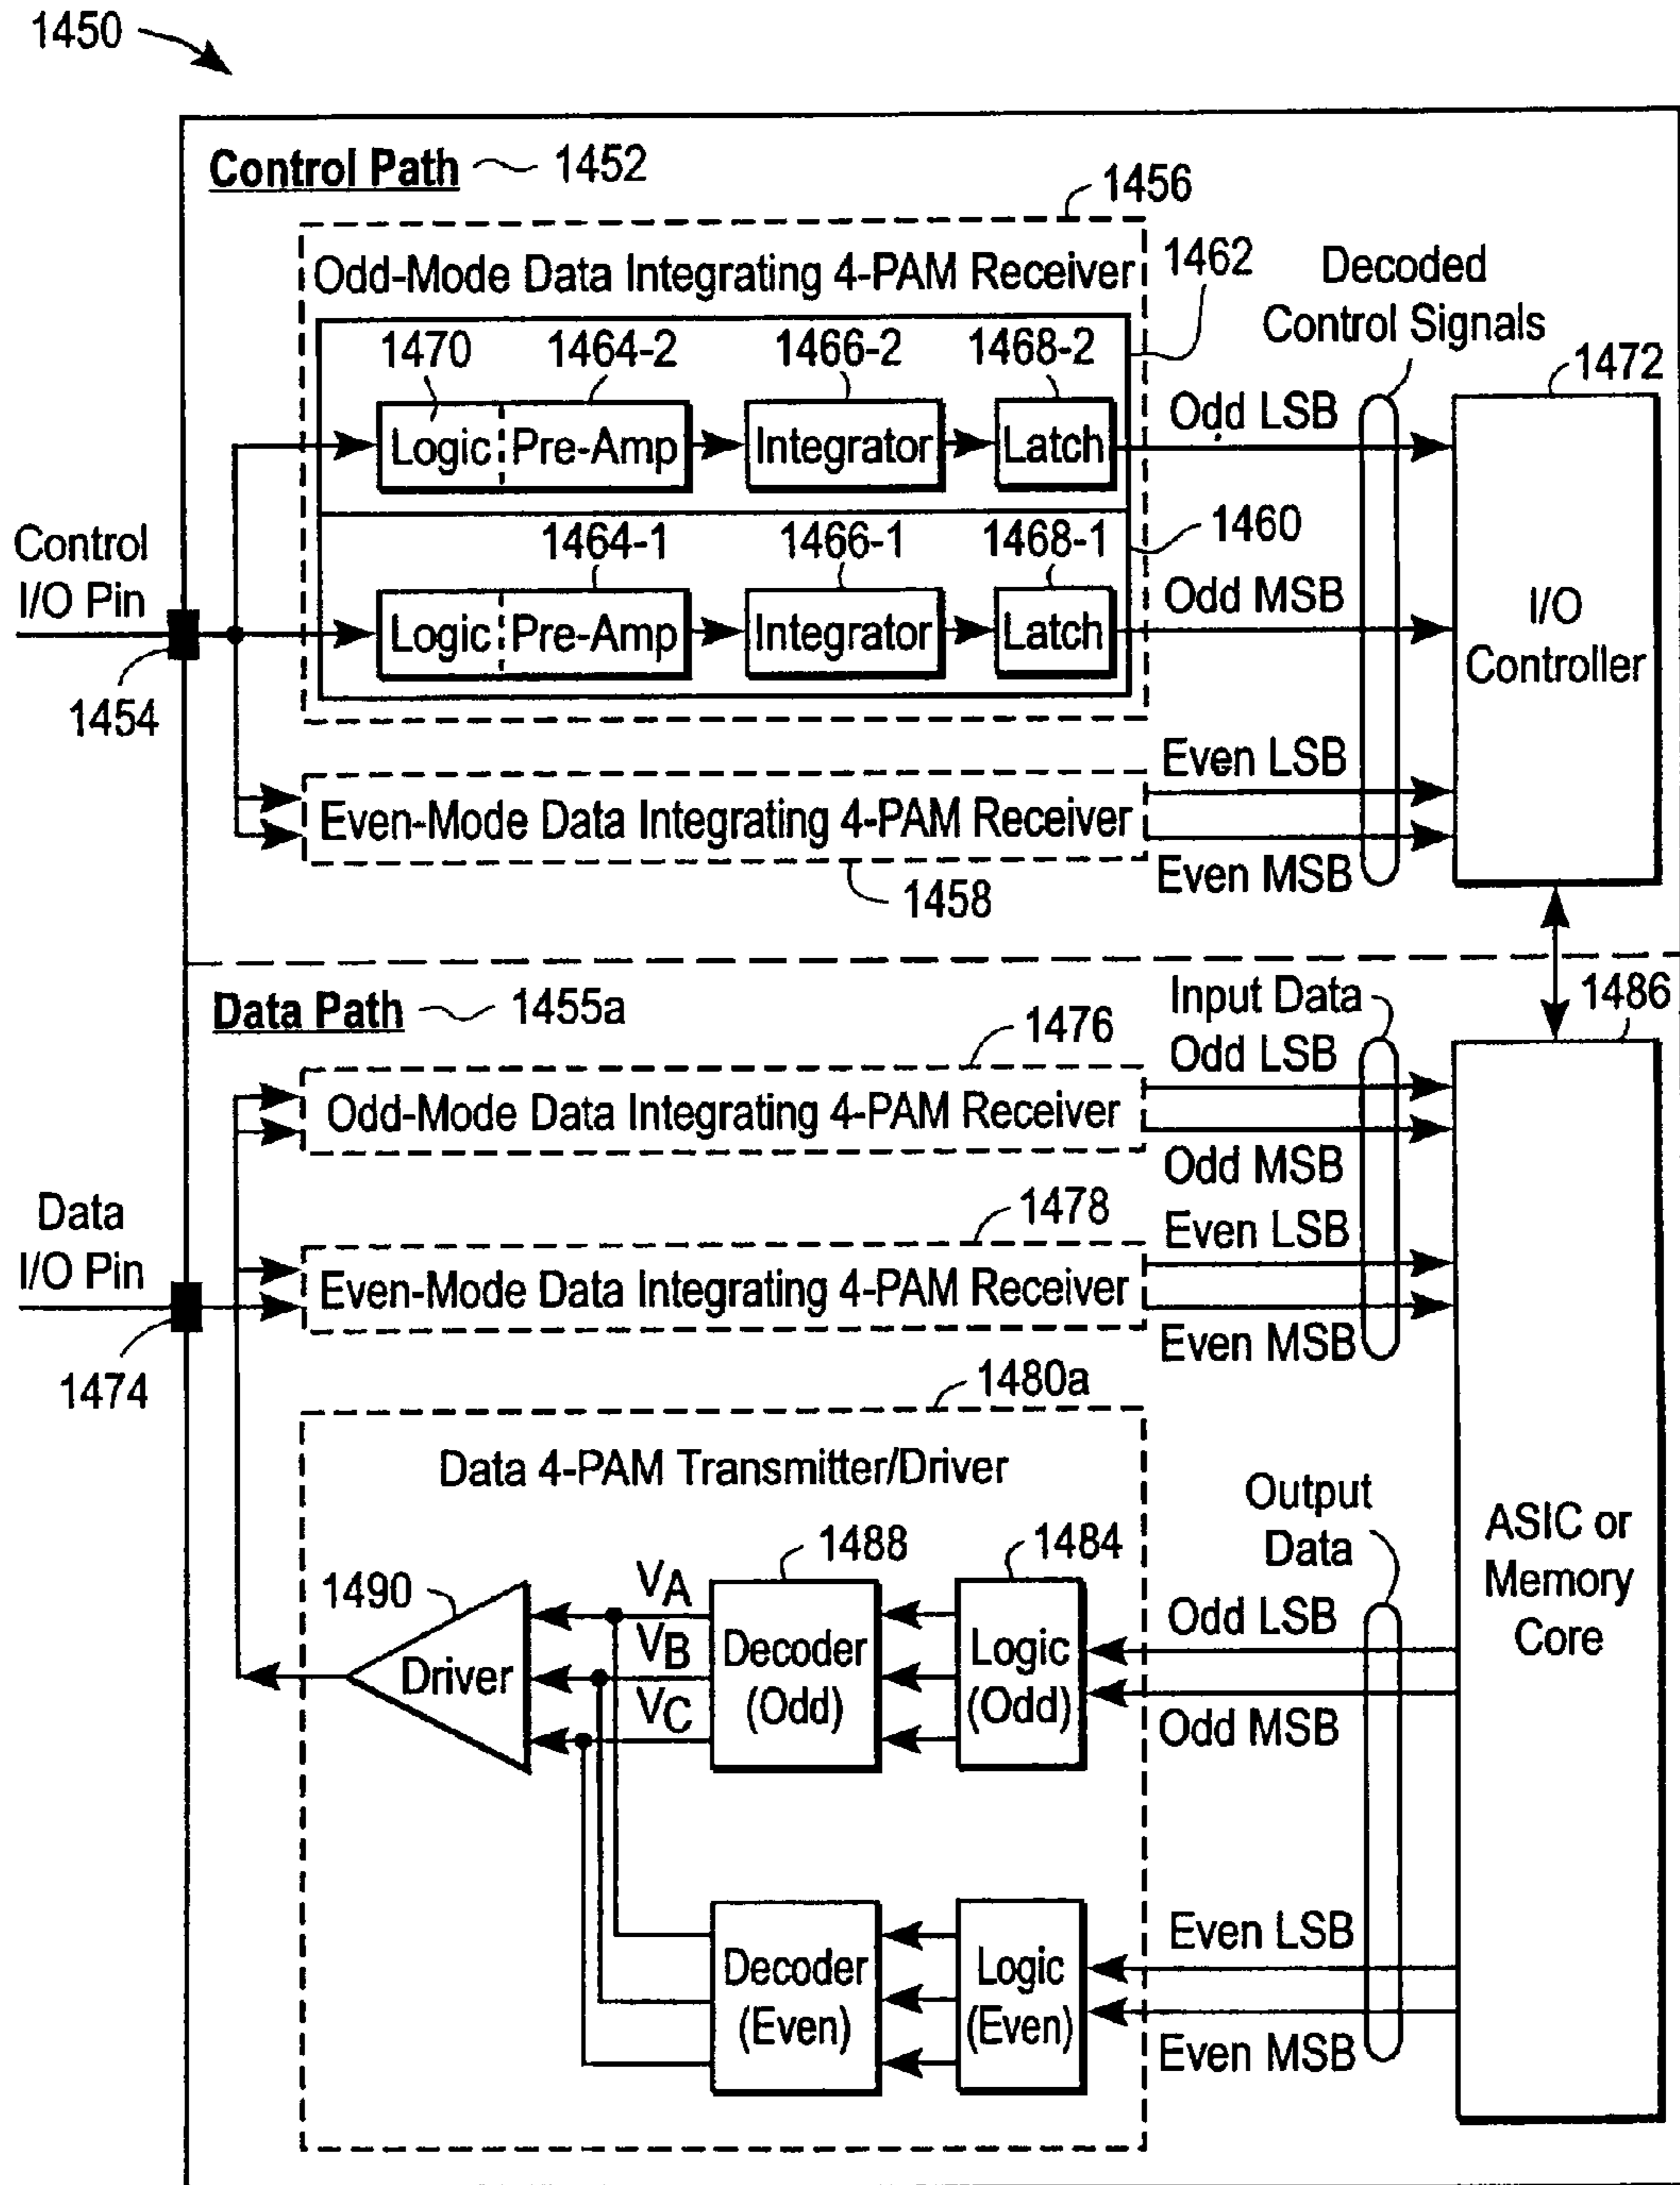 1450
Control Path 1452
1456
Odd-Mode Data Integrating 4-PAM Receiver
1462
Decoded
Control Signals
1470
1464-2
1466-2
1468-2
1472
Logic
Pre-Amp
Integrator
Latch
Odd LSB
1464-1
1466-1
1468-1
1460
Control
I/O Pin
Logic
Pre-Amp
Integrator
Latch
Odd MSB
I/O
Controller
1454
Even LSB
Even-Mode Data Integrating 4-PAM Receiver
Even MSB
1458
Data Path 1455a
1476
Input Data
1486
Odd LSB
Odd-Mode Data Integrating 4-PAM Receiver
Odd MSB
Data
I/O Pin
1478
Even LSB
Even-Mode Data Integrating 4-PAM Receiver
Even MSB
1474
1480a
Data 4-PAM Transmitter/Driver
Output
Data
ASIC or
Memory
Core
1490
VA
1488
1484
Odd LSB
Driver
VB
VC
Decoder
(Odd)
Logic
(Odd)
Odd MSB
Even LSB
Decoder
(Even)
Logic
(Even)
Even MSB